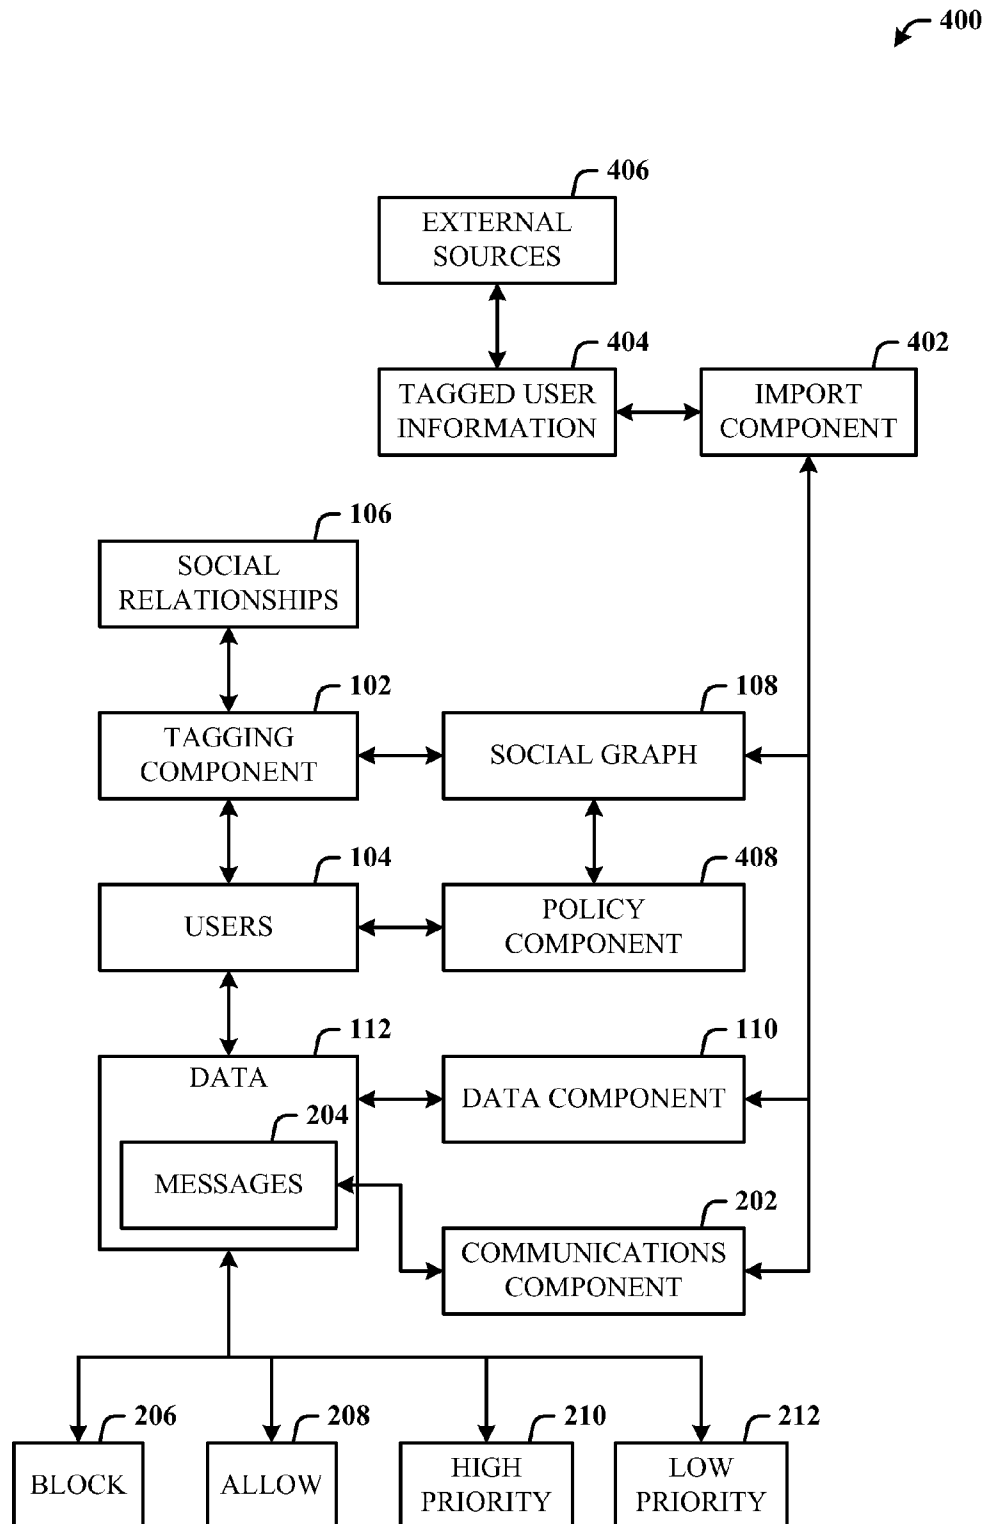 400
406
EXTERNAL
SOURCES
404
TAGGED USER
INFORMATION
402
IMPORT
COMPONENT
106
SOCIAL
RELATIONSHIPS
102
TAGGING
COMPONENT
108
SOCIAL GRAPH
104
USERS
408
POLICY
COMPONENT
112
DATA
110
DATA COMPONENT
204
MESSAGES
202
COMMUNICATIONS
COMPONENT
206
BLOCK
208
ALLOW
210
HIGH
PRIORITY
212
LOW
PRIORITY